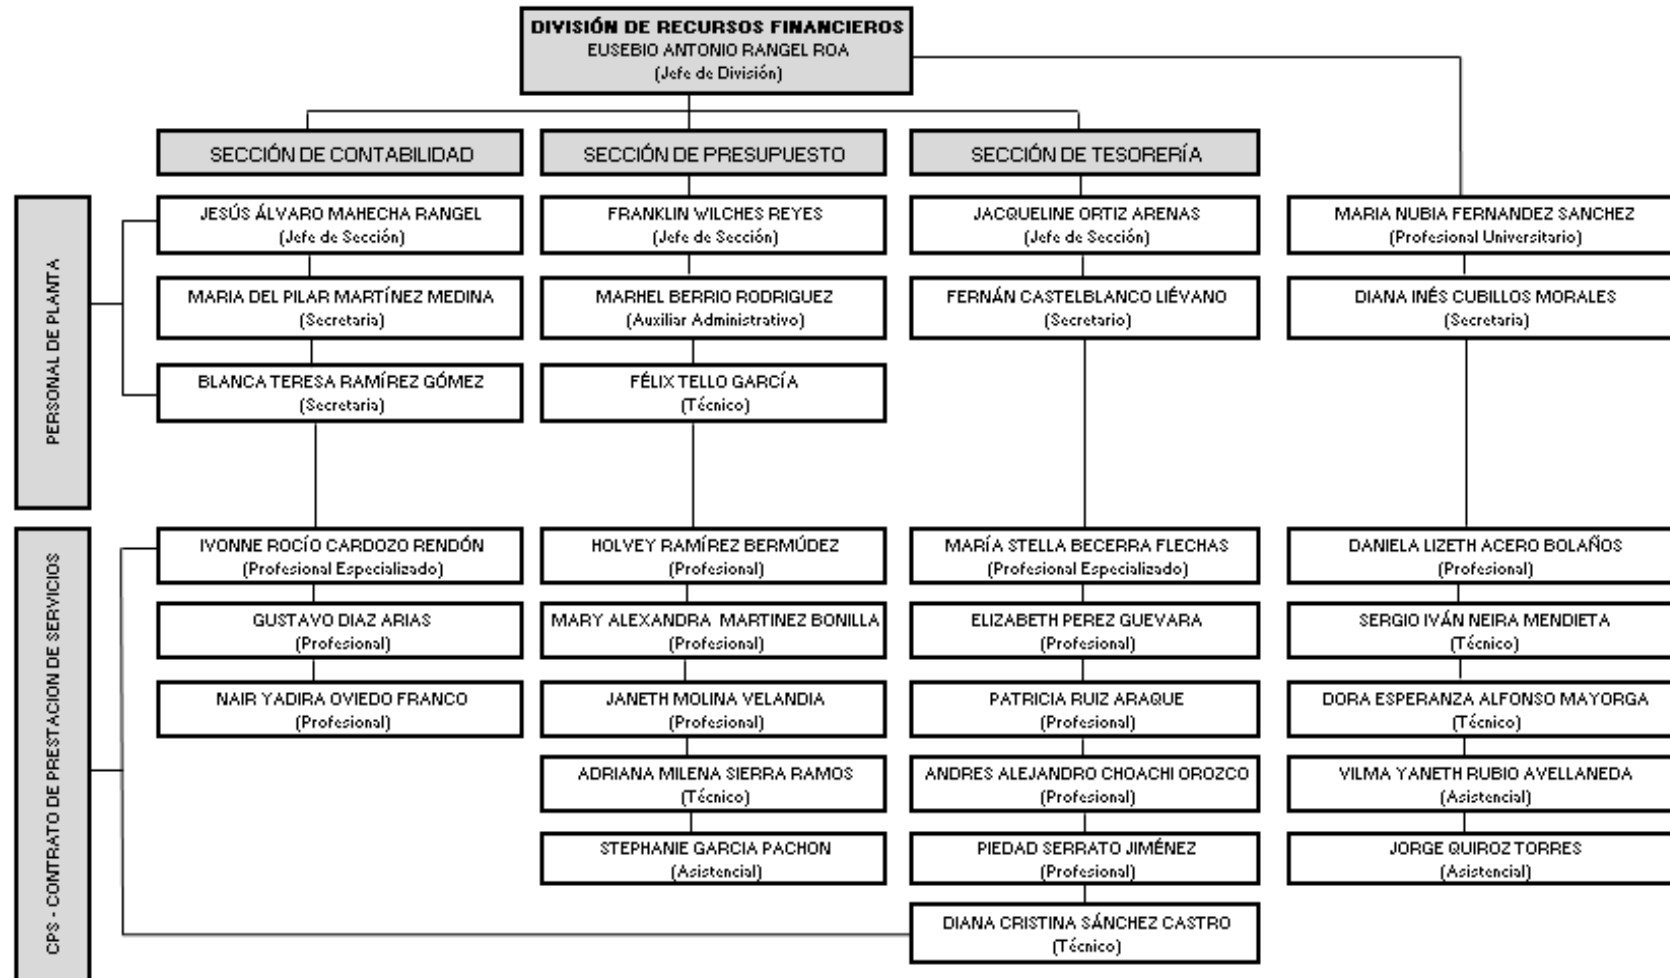 DIVISIÓN DE RECURSOS FINANCIEROS
EUSEBIO ANTONIO RANGEL ROA
(Jefe de División)
SECCIÓN DE CONTABILIDAD
SECCIÓN DE PRESUPUESTO
SECCIÓN DE TESORERÍA
PERSONAL DE PLANTA
JESÚS ÁLVARO MAHECHA RANGEL
(Jefe de Sección)
FRANKLIN WILCHES REYES
(Jefe de Sección)
JACQUELINE ORTIZ ARENAS
(Jefe de Sección)
MARIA NUBIA FERNANDEZ SANCHEZ
(Profesional Universitario)
MARIA DEL PILAR MARTÍNEZ MEDINA
(Secretaria)
MARHEL BERRIO RODRIGUEZ
(Auxiliar Administrativo)
FERNÁN CASTELBLANCO LIÉVANO
(Secretario)
DIANA INÉS CUBILLOS MORALES
(Secretaria)
BLANCA TERESA RAMÍREZ GÓMEZ
(Secretaria)
FÉLIX TELLO GARCÍA
(Técnico)
CPS - CONTRATO DE PRESTACION DE SERVICIOS
IVONNE ROCÍO CARDOZO RENDÓN
(Profesional Especializado)
HOLVEY RAMÍREZ BERMÚDEZ
(Profesional)
MARÍA STELLA BECERRA FLECHAS
(Profesional Especializado)
DANIELA LIZETH ACERO BOLAÑOS
(Profesional)
GUSTAVO DIAZ ARIAS
(Profesional)
MARY ALEXANDRA MARTINEZ BONILLA
(Profesional)
ELIZABETH PEREZ GUEVARA
(Profesional)
SERGIO IVÁN NEIRA MENDIETA
(Técnico)
NAIR YADIRA OVIEDO FRANCO
(Profesional)
JANETH MOLINA VELANDIA
(Profesional)
PATRICIA RUIZ ARAQUE
(Profesional)
DORA ESPERANZA ALFONSO MAYORGA
(Técnico)
ADRIANA MILENA SIERRA RAMOS
(Técnico)
ANDRES ALEJANDRO CHOACHI OROZCO
(Profesional)
VILMA YANETH RUBIO AVELLANEDA
(Asistencial)
STEPHANIE GARCIA PACHON
(Asistencial)
PIEDAD SERRATO JIMÉNEZ
(Profesional)
JORGE QUIROZ TORRES
(Asistencial)
DIANA CRISTINA SÁNCHEZ CASTRO
(Técnico)